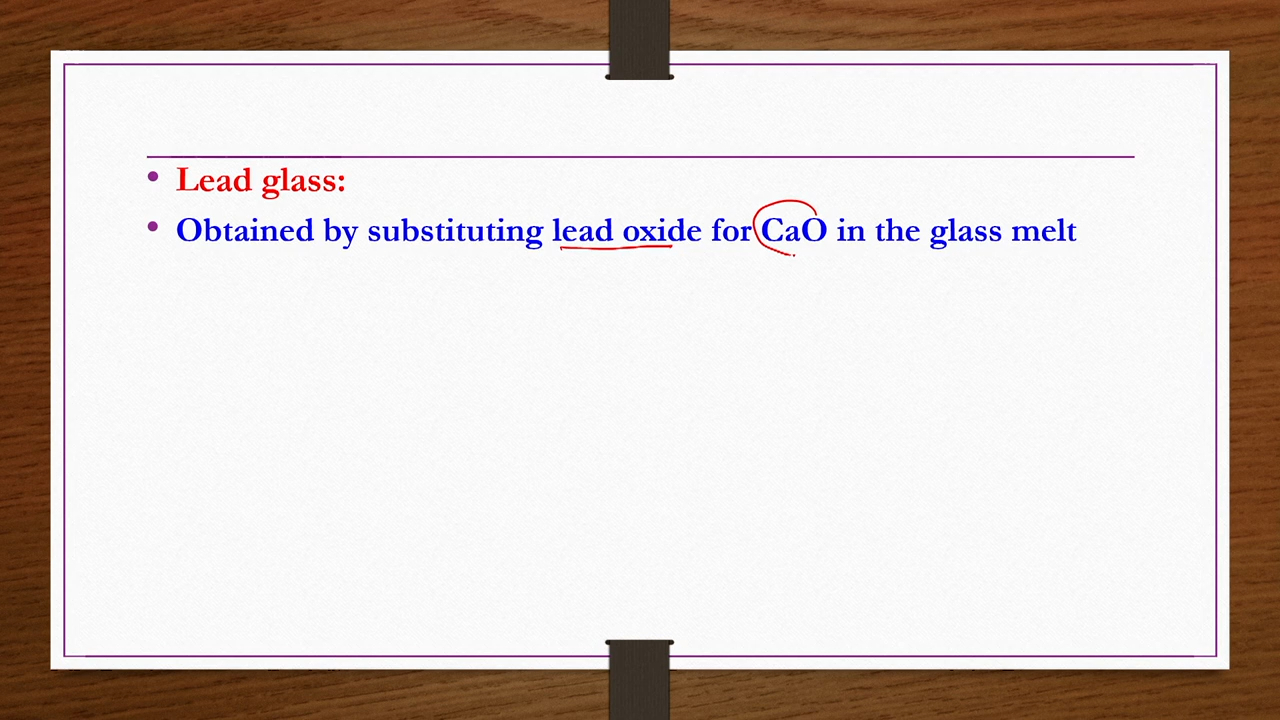 • Lead glass:
• Obtained by substituting lead oxide for CaO in the glass melt